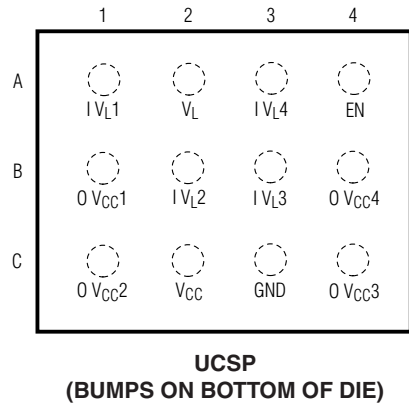 1 2 3 4
A
I VL1 VL I VL4 EN
B
O VCC1 I VL2 I VL3 O VCC4
C
O VCC2 VCC GND O VCC3
UCSP
(BUMPS ON BOTTOM OF DIE)